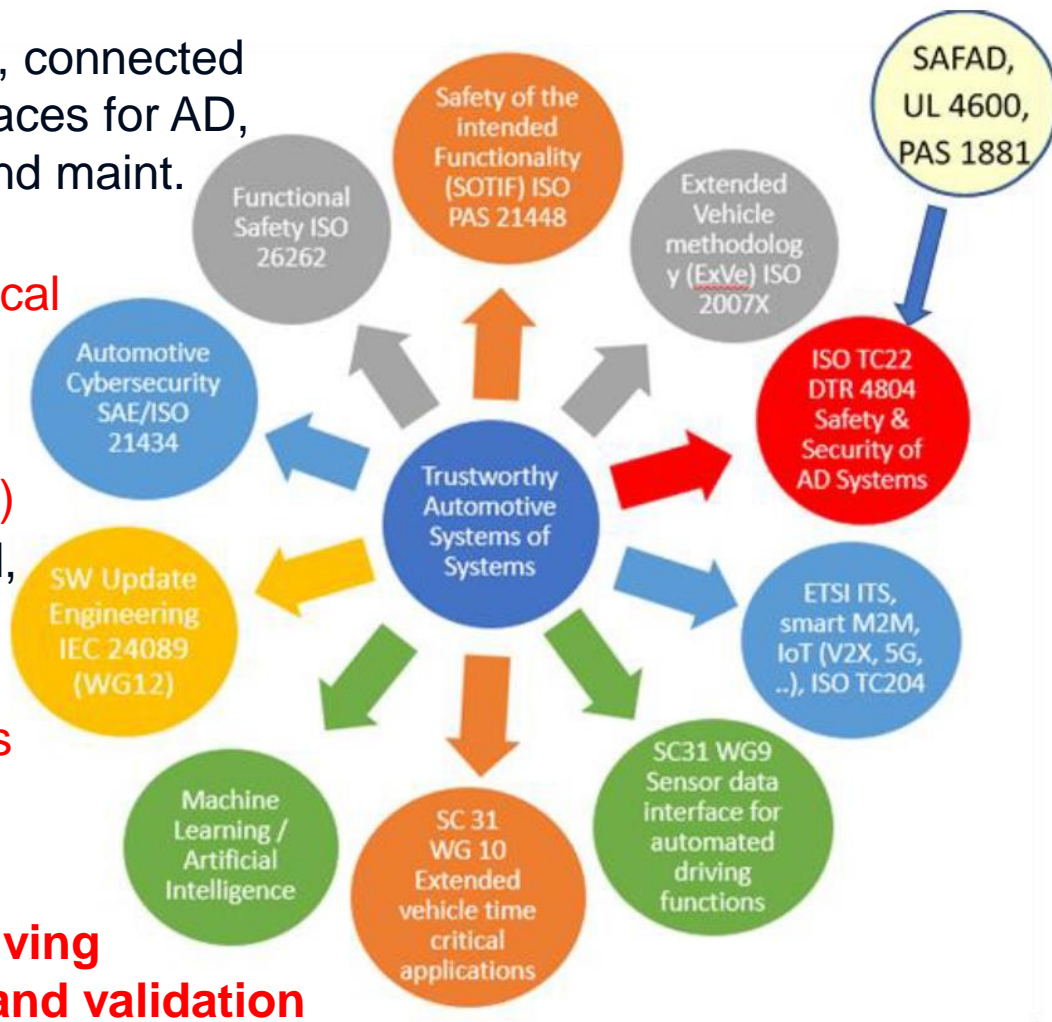 , connected
aces for AD,
nd maint.
ical
)
l,
s
ving
and validation
Safety of the
intended
Functionality
(SOTIF) ISO
PAS 21448
SAFAD,
UL 4600,
PAS 1881
Functional
Safety ISO
26262
Extended
Vehicle
methodolog
y (ExVe) ISO
2007X
Automotive
Cybersecurity
SAE/ISO
21434
ISO TC22
DTR 4804
Safety &
Security of
AD Systems
Trustworthy
Automotive
Systems of
Systems
SW Update
Engineering
IEC 24089
(WG12)
ETSI ITS,
smart M2M,
IoT (V2X, 5G,
..), ISO TC204
Machine
Learning /
Artificial
Intelligence
SC 31
WG 10
Extended
vehicle time
critical
applications
SC31 WG9
Sensor data
interface for
automated
driving
functions